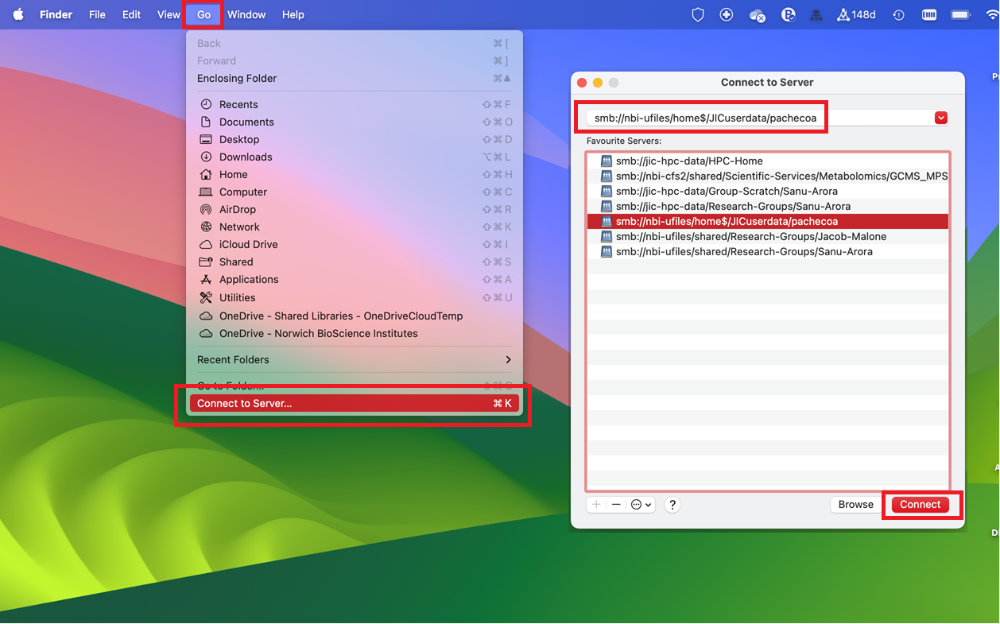 Finder File Edit View Go Window Help 148d
Back ⌘ [
Forward ⌘ ]
Enclosing Folder ⌘▲
Recents ⇧⌘F
Documents ⇧⌘O
Desktop ⇧⌘D
Downloads ⌥⌘L
Home ⇧⌘H
Computer ⇧⌘C
AirDrop ⇧⌘R
Network ⇧⌘K
iCloud Drive ⇧⌘I
Shared ⇧⌘S
Applications ⇧⌘A
Utilities ⇧⌘U
OneDrive - Shared Libraries - OneDriveCloudTemp
OneDrive - Norwich BioScience Institutes
Recent Folders
Go to Folder... ⇧⌘G
Connect to Server... ⌘K
Connect to Server
smb://nbi-ufiles/home$/JICuserdata/pachecoa
Favourite Servers:
smb://jic-hpc-data/HPC-Home
smb://nbi-cfs2/shared/Scientific-Services/Metabolomics/GCMS_MPS
smb://jic-hpc-data/Group-Scratch/Sanu-Arora
smb://jic-hpc-data/Research-Groups/Sanu-Arora
smb://nbi-ufiles/home$/JICuserdata/pachecoa
smb://nbi-ufiles/shared/Research-Groups/Jacob-Malone
smb://nbi-ufiles/shared/Research-Groups/Sanu-Arora
? Browse Connect